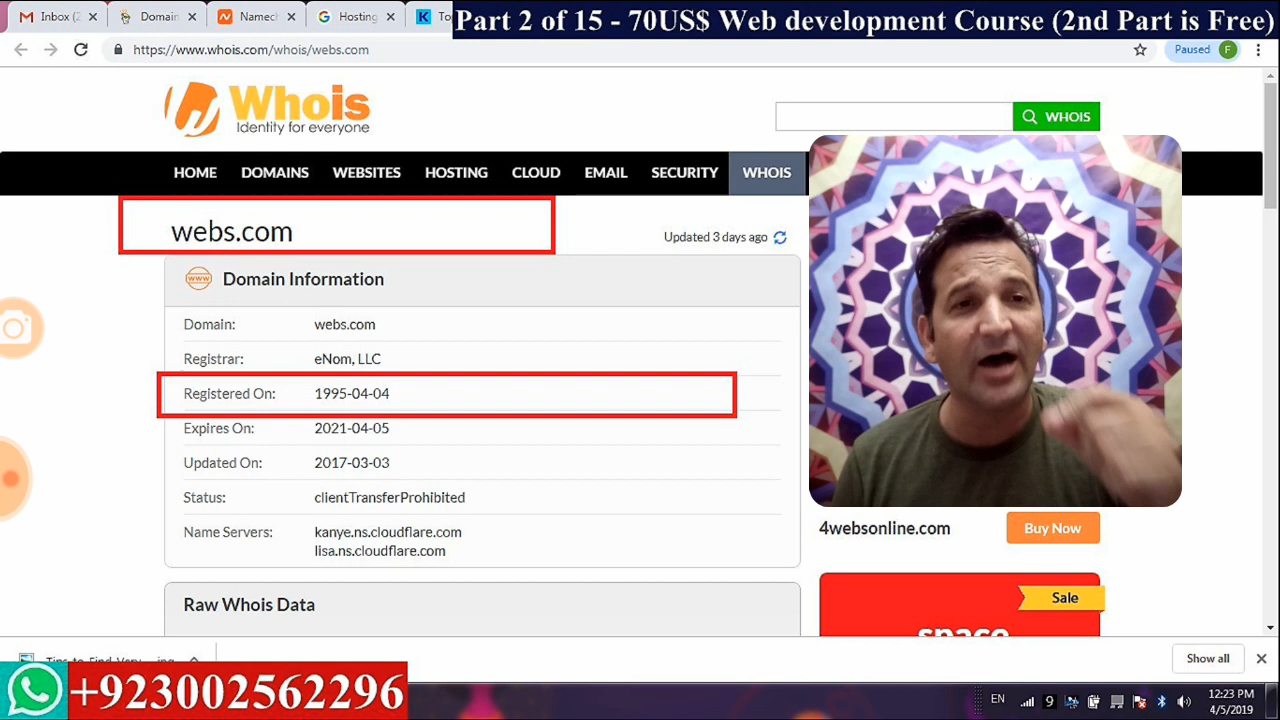 Inbox (2
Domain
Namech
Hosting
Part 2 of 15 - 70US$ Web development Course (2nd Part is Free)
https://www.whois.com/whois/webs.com
Paused F
Whois
Identity for everyone
WHOIS
HOME DOMAINS WEBSITES HOSTING CLOUD EMAIL SECURITY WHOIS
webs.com
Updated 3 days ago
www Domain Information
Domain: webs.com
Registrar: eNom, LLC
Registered On: 1995-04-04
Expires On: 2021-04-05
Updated On: 2017-03-03
Status: clientTransferProhibited
Name Servers: kanye.ns.cloudflare.com
lisa.ns.cloudflare.com
4websonline.com Buy Now
Raw Whois Data
Sale
space
Show all
+923002562296
EN 9 12:23 PM
4/5/2019